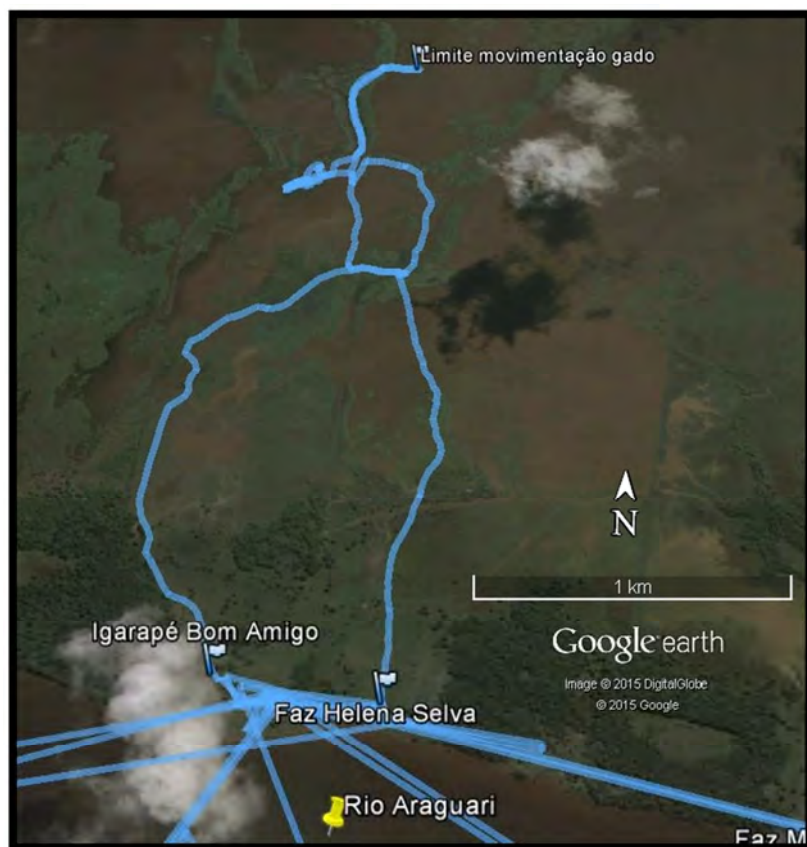 Limite movimentação gado
N
1 km
Igarapé Bom Amigo
Google earth
Image © 2015 DigitalGlobe
© 2015 Google
Faz Helena Selva
Rio Araguari
Faz M